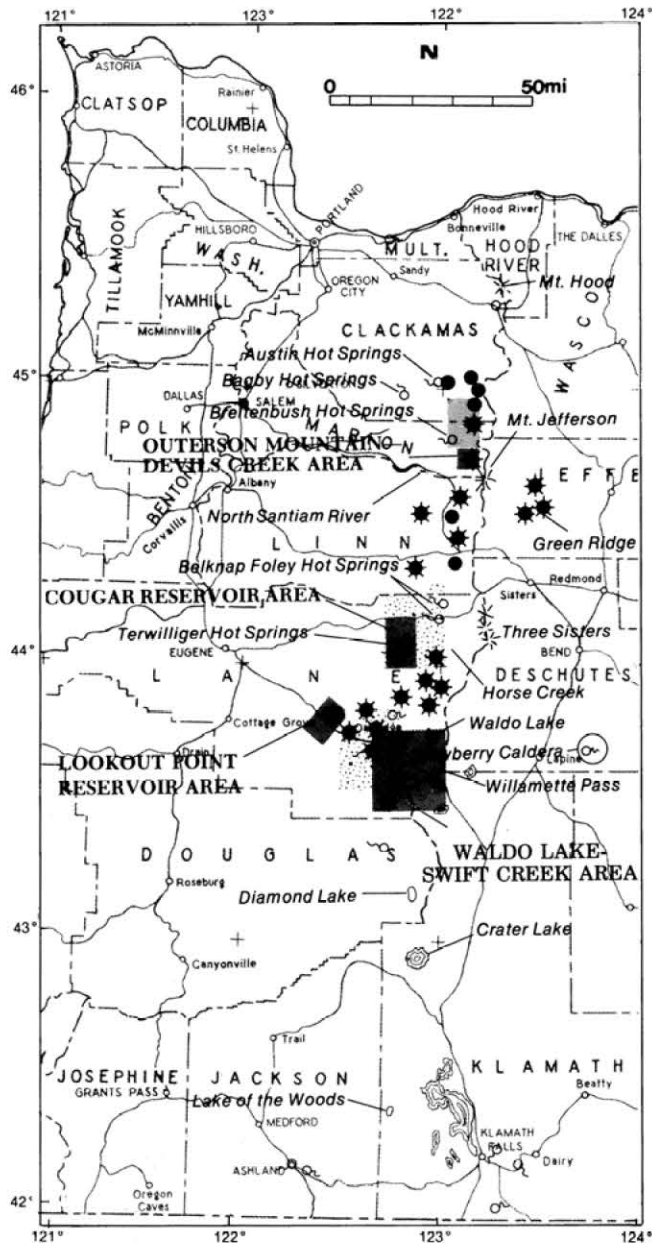 121° 123° 122° 124°
N
0 50mi
46°
ASTORIA
CLATSOP
Rainier
COLUMBIA
St. Helens
TILLAMOOK
HILLSBORO
PORTLAND
WASH.
MULT.
Hood River
Bonneville
HOOD
RIVER
THE DALLES
Sandy
Mt. Hood
OREGON
CITY
YAMHILL
McMinnville
WASCO
CLACKAMAS
Austin Hot Springs
45°
Bagby Hot Springs
DALLAS
SALEM
Breitenbush Hot Springs
POLK
MARION
Mt. Jefferson
OUTERSON MOUNTAIN
DEVILS CREEK AREA
JEFFE
BENTON
Albany
Corvallis
North Santiam River
LINN
Green Ridge
Belknap Foley Hot Springs
Redmond
Sisters
COUGAR RESERVOIR AREA
Terwilliger Hot Springs
Three Sisters
44°
EUGENE
BEND
LANE
DESCHUTES
Horse Creek
Cottage Grov
Waldo Lake
yberry Caldera
Drain
Lapine
LOOKOUT POINT
RESERVOIR AREA
Willamette Pass
DOUGLAS
WALDO LAKE-
SWIFT CREEK AREA
Roseburg
Diamond Lake
43°
Crater Lake
Canyonville
Trail
JOSEPHINE
JACKSON
KLAMATH
GRANTS PASS
Beatty
Lake of the Woods
MEDFORD
KLAMATH
FALLS
Dairy
ASHLAND
Oregon
Caves
42°
121° 122° 123° 124°